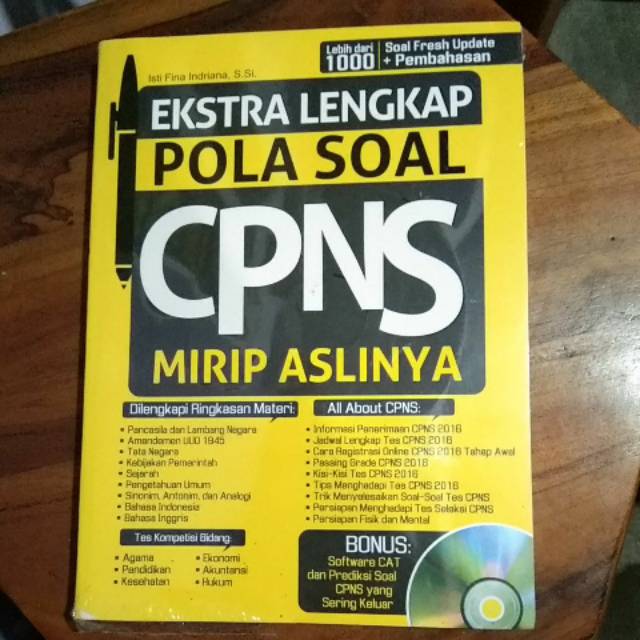 Lebih dari
1000
Soal Fresh Update
+ Pembahasan
Isti Fina Indriana, S.Si.
EKSTRA LENGKAP
POLA SOAL
CPNS
MIRIP ASLINYA
Dilengkapi Ringkasan Materi:
• Pancasila dan Lambang Negara
• Amandemen UUD 1945
• Tata Negara
• Kebijakan Pemerintah
• Sejarah
• Pengetahuan Umum
• Sinonim, Antonim, dan Analogi
• Bahasa Indonesia
• Bahasa Inggris
Tes Kompetisi Bidang:
• Agama
• Pendidikan
• Kesehatan
• Ekonomi
• Akuntansi
• Hukum
All About CPNS:
• Informasi Penerimaan CPNS 2016
• Jadwal Lengkap Tes CPNS 2016
• Cara Registrasi Online CPNS 2016 Tahap Awal
• Passing Grade CPNS 2016
• Kisi-Kisi Tes CPNS 2016
• Tips Menghadapi Tes CPNS 2016
• Trik Menyelesaikan Soal-Soal Tes CPNS
• Persiapan Menghadapi Tes Seleksi CPNS
• Persiapan Fisik dan Mental
BONUS:
Software CAT
dan Prediksi Soal
CPNS yang
Sering Keluar